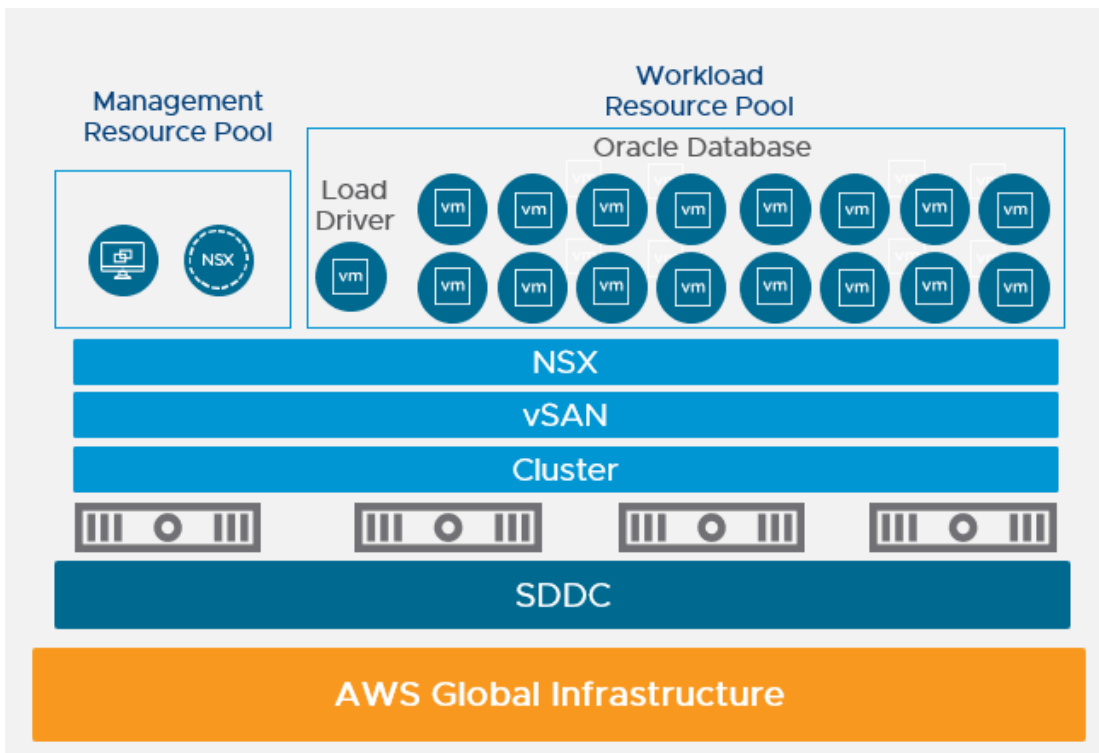 Management
Resource Pool
Workload
Resource Pool
Oracle Database
Load
Driver
NSX
vm
vm vm vm vm vm vm vm vm
vm vm vm vm vm vm vm vm
NSX
vSAN
Cluster
SDDC
AWS Global Infrastructure